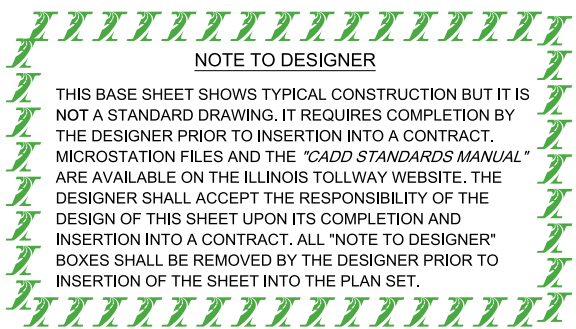 NOTE TO DESIGNER
THIS BASE SHEET SHOWS TYPICAL CONSTRUCTION BUT IT IS
NOT A STANDARD DRAWING. IT REQUIRES COMPLETION BY
THE DESIGNER PRIOR TO INSERTION INTO A CONTRACT.
MICROSTATION FILES AND THE "CADD STANDARDS MANUAL"
ARE AVAILABLE ON THE ILLINOIS TOLLWAY WEBSITE. THE
DESIGNER SHALL ACCEPT THE RESPONSIBILITY OF THE
DESIGN OF THIS SHEET UPON ITS COMPLETION AND
INSERTION INTO A CONTRACT. ALL "NOTE TO DESIGNER"
BOXES SHALL BE REMOVED BY THE DESIGNER PRIOR TO
INSERTION OF THE SHEET INTO THE PLAN SET.